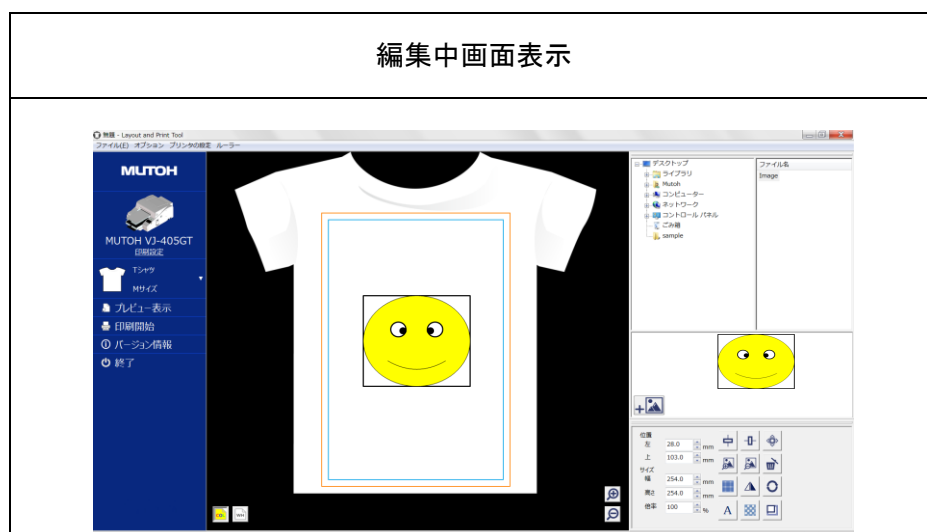 編集中画面表示
無題 - Layout and Print Tool
ファイル(F) オプション プリンタの設定 ルーラー
MUTOH
MUTOH VJ-405GT
印刷設定
Tシャツ
Mサイズ
プレビュー表示
印刷開始
バージョン情報
終了
デスクトップ
ライブラリ
Mutoh
コンピューター
ネットワーク
コントロール パネル
ごみ箱
sample
ファイル名
Image
位置
左 28.0 mm
上 103.0 mm
サイズ
幅 254.0 mm
高さ 254.0 mm
倍率 100 %
A